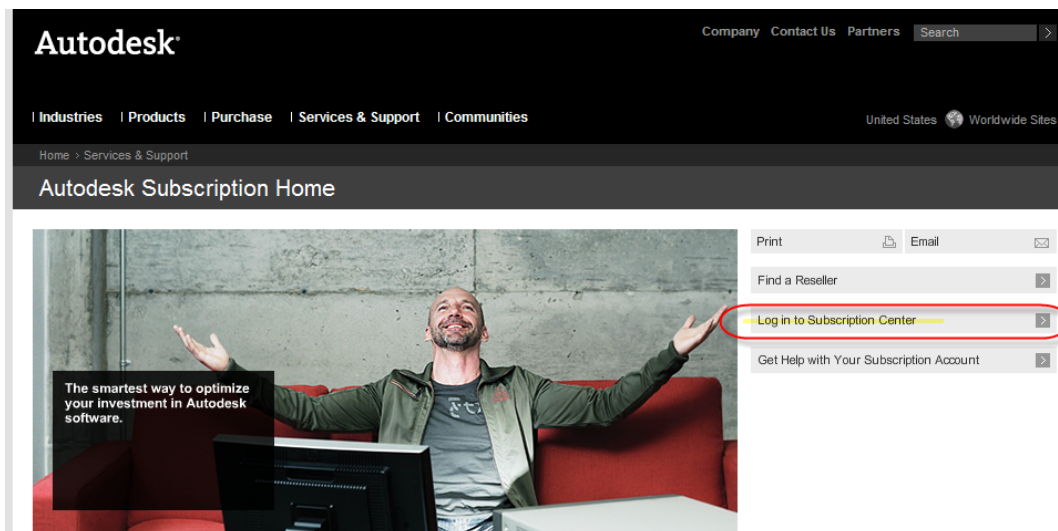 Autodesk
Company Contact Us Partners Search
Industries Products Purchase Services & Support Communities
United States Worldwide Sites
Home > Services & Support
Autodesk Subscription Home
Print Email
Find a Reseller
Log in to Subscription Center
Get Help with Your Subscription Account
The smartest way to optimize
your investment in Autodesk
software.